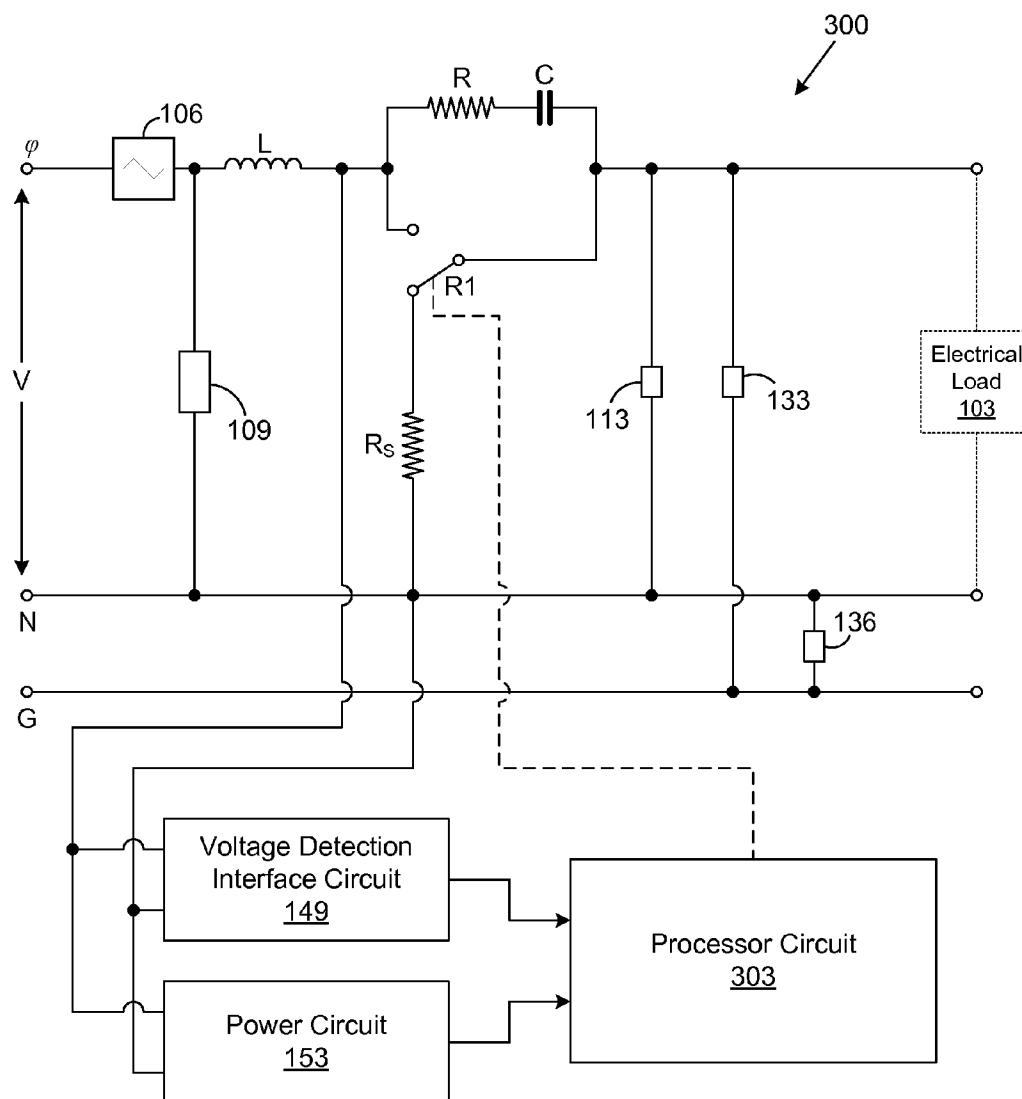 300
R C
106
φ
L
R1
V
Electrical
Load
103
109
113
133
RS
N
136
G
Voltage Detection
Interface Circuit
149
Processor Circuit
303
Power Circuit
153